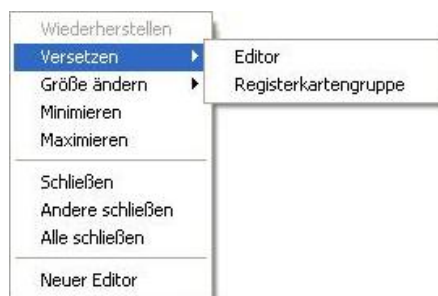 Wiederherstellen
Versetzen
Größe ändern
Minimieren
Maximieren
Schließen
Andere schließen
Alle schließen
Neuer Editor
Editor
Registerkartengruppe